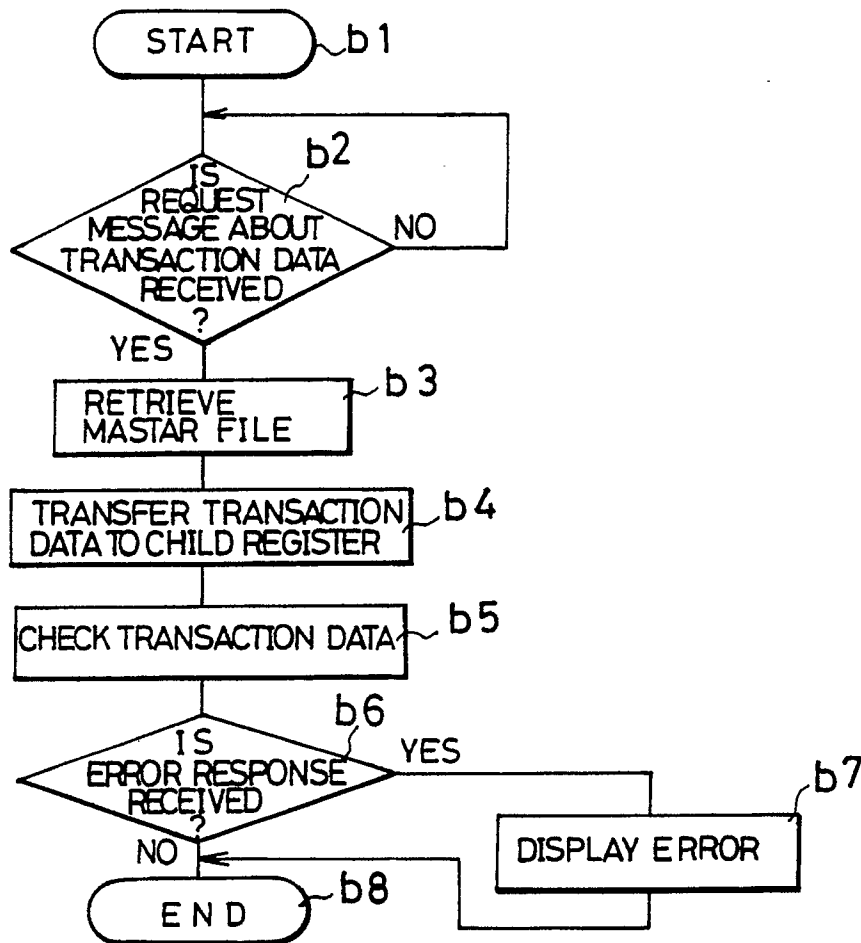 START
b1
b2
IS
REQUEST
MESSAGE ABOUT
TRANSACTION DATA
RECEIVED
?
NO
YES
b3
RETRIEVE
MASTAR FILE
b4
TRANSFER TRANSACTION
DATA TO CHILD REGISTER
b5
CHECK TRANSACTION DATA
b6
IS
ERROR RESPONSE
RECEIVED
?
YES
NO
b7
DISPLAY ERROR
END
b8